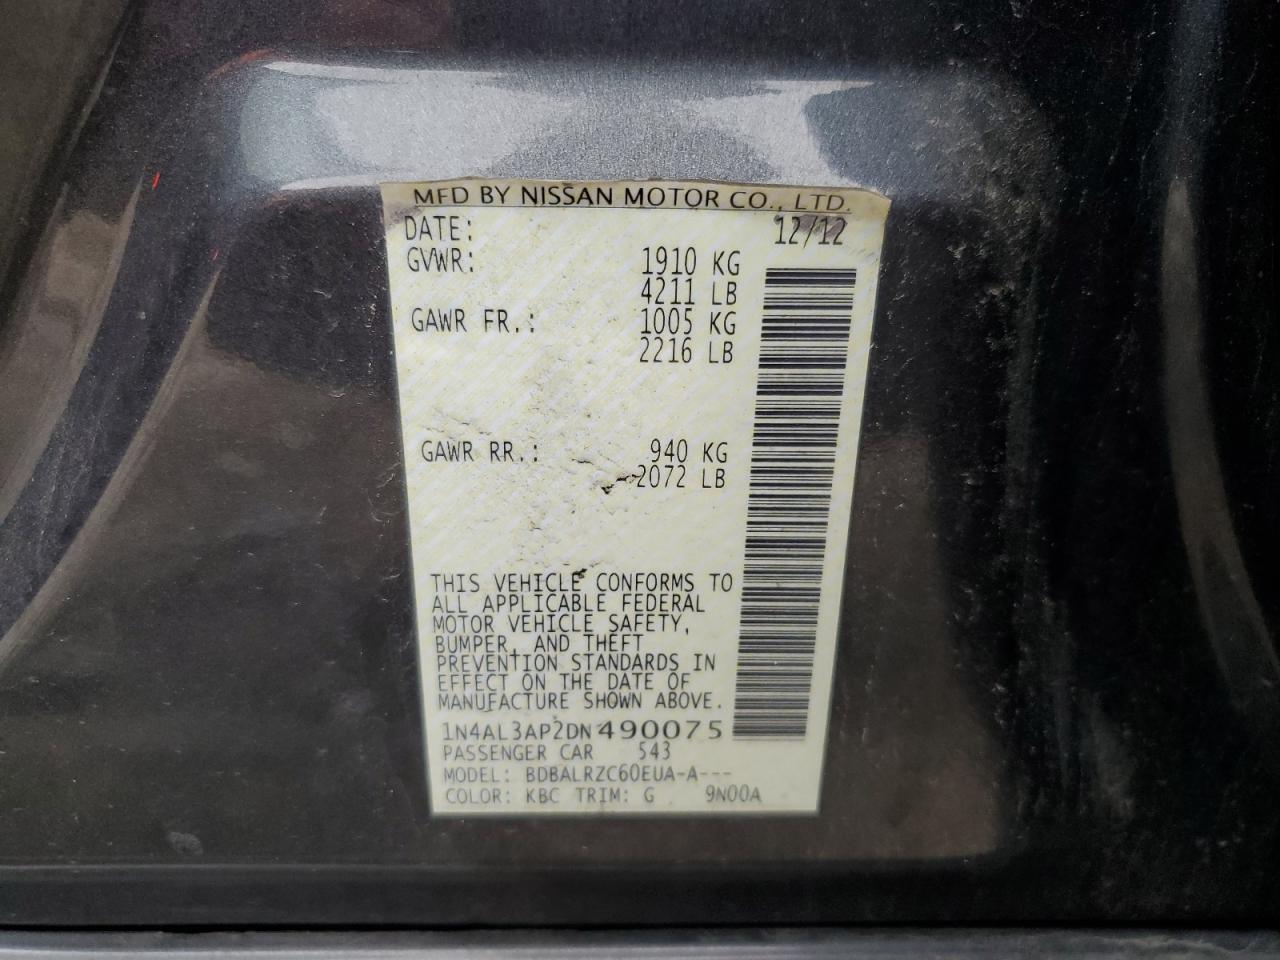 MFD BY NISSAN MOTOR CO., LTD.
DATE: 12/12
GVWR: 1910 KG
4211 LB
GAWR FR.: 1005 KG
2216 LB
GAWR RR.: 940 KG
2072 LB
THIS VEHICLE CONFORMS TO
ALL APPLICABLE FEDERAL
MOTOR VEHICLE SAFETY,
BUMPER, AND THEFT
PREVENTION STANDARDS IN
EFFECT ON THE DATE OF
MANUFACTURE SHOWN ABOVE.
1N4AL3AP2DN490075
PASSENGER CAR 543
MODEL: BDBALRZC60EUA-A---
COLOR: KBC TRIM: G 9N00A